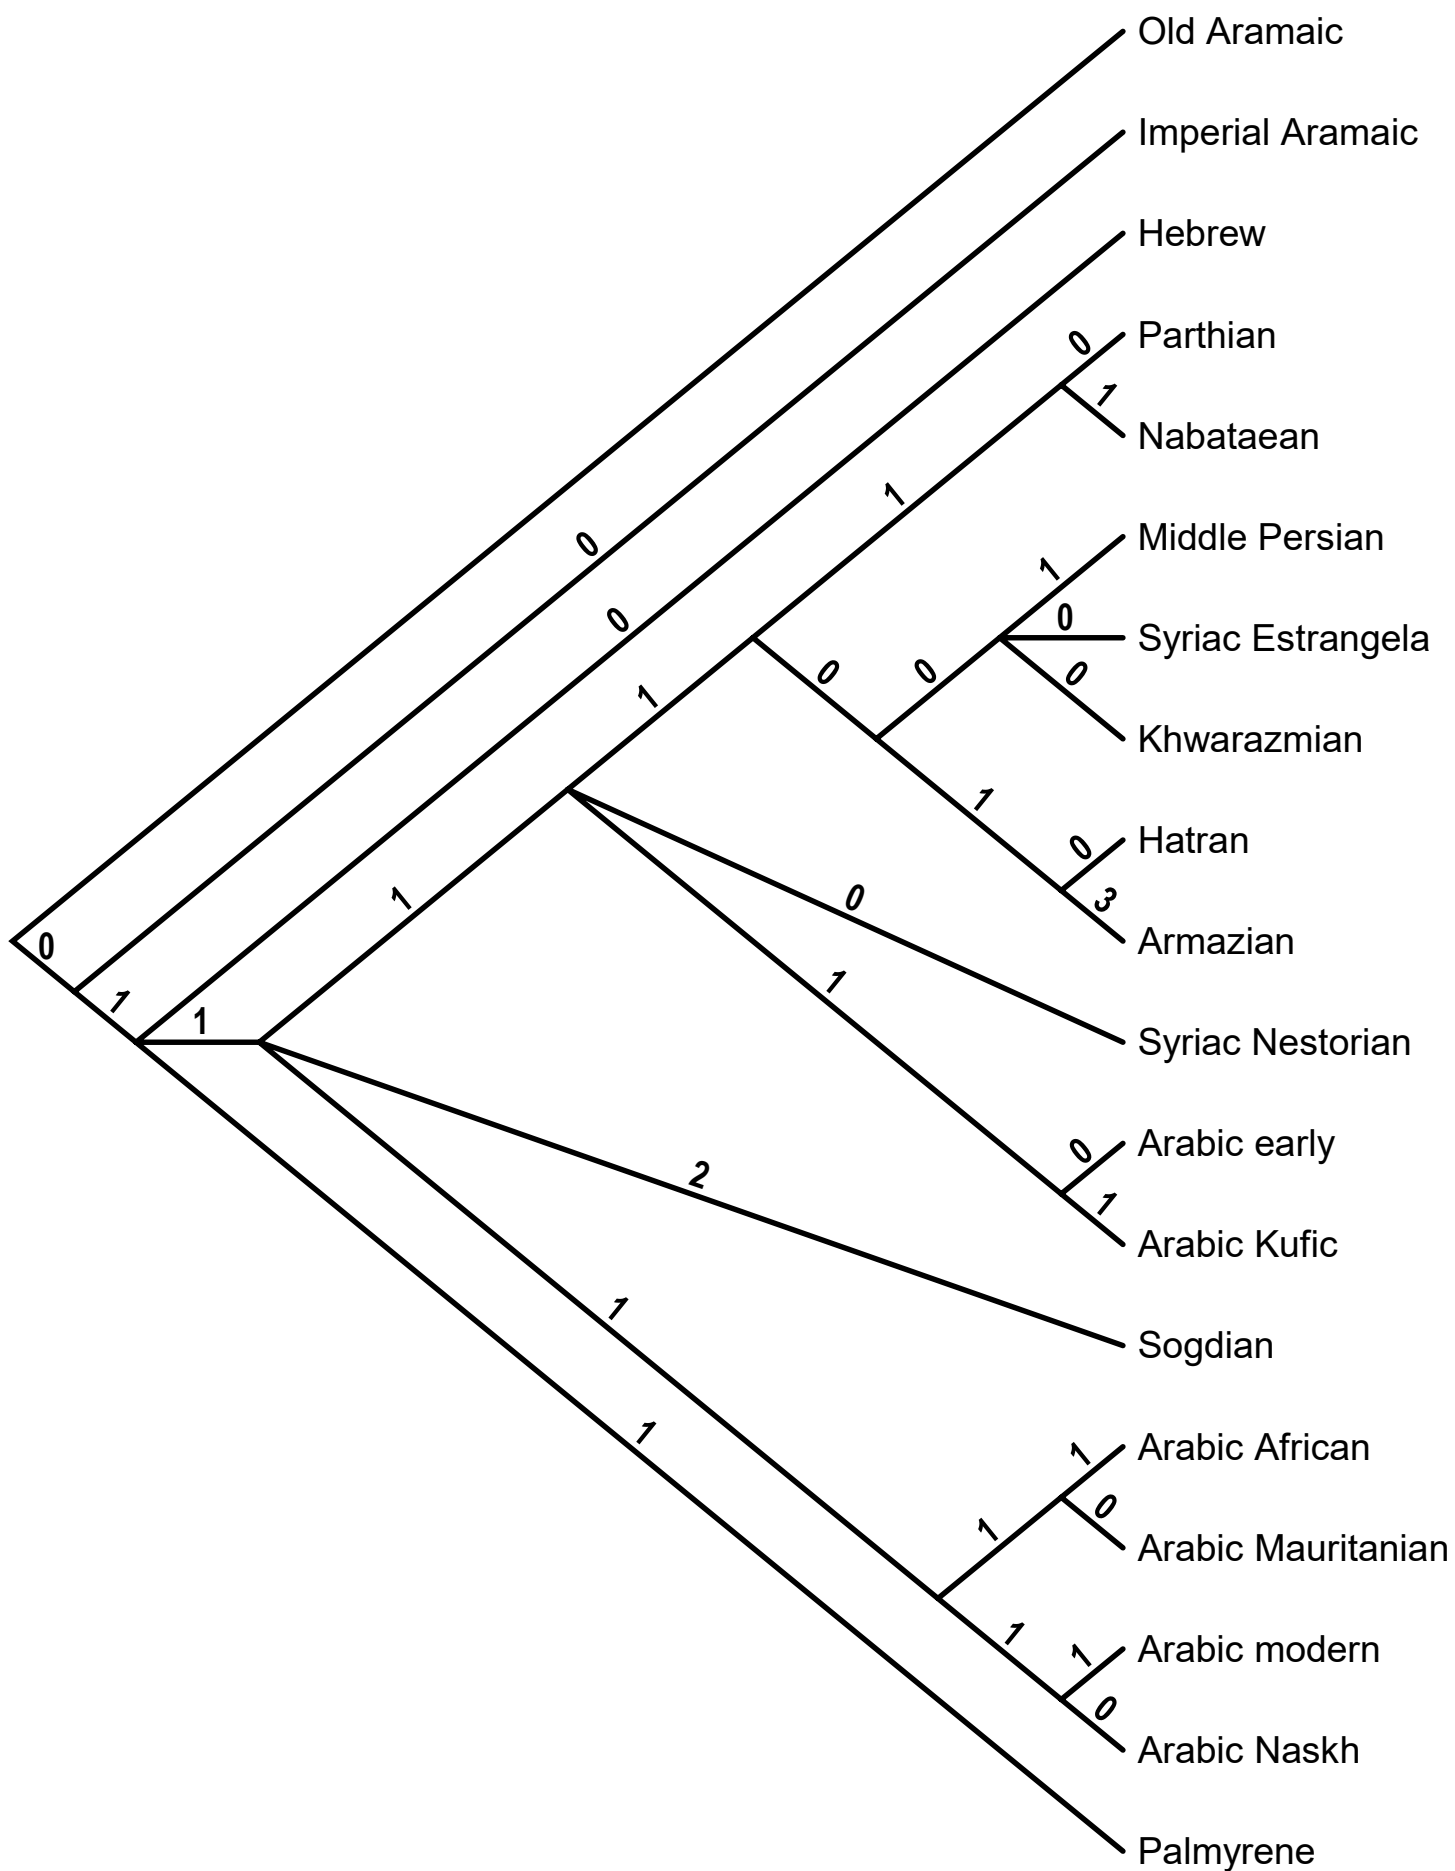 Old Aramaic
Imperial Aramaic
Hebrew
0
Parthian
1
Nabataean
1
Middle Persian
0
1
1
0
Syriac Estrangela
0
0
0
0
1
Khwarazmian
1
0
Hatran
1
0
3
0
Armazian
1
1
1
Syriac Nestorian
0
Arabic early
2
1
Arabic Kufic
1
Sogdian
1
1
Arabic African
0
1
Arabic Mauritanian
1
1
Arabic modern
0
Arabic Naskh
Palmyrene